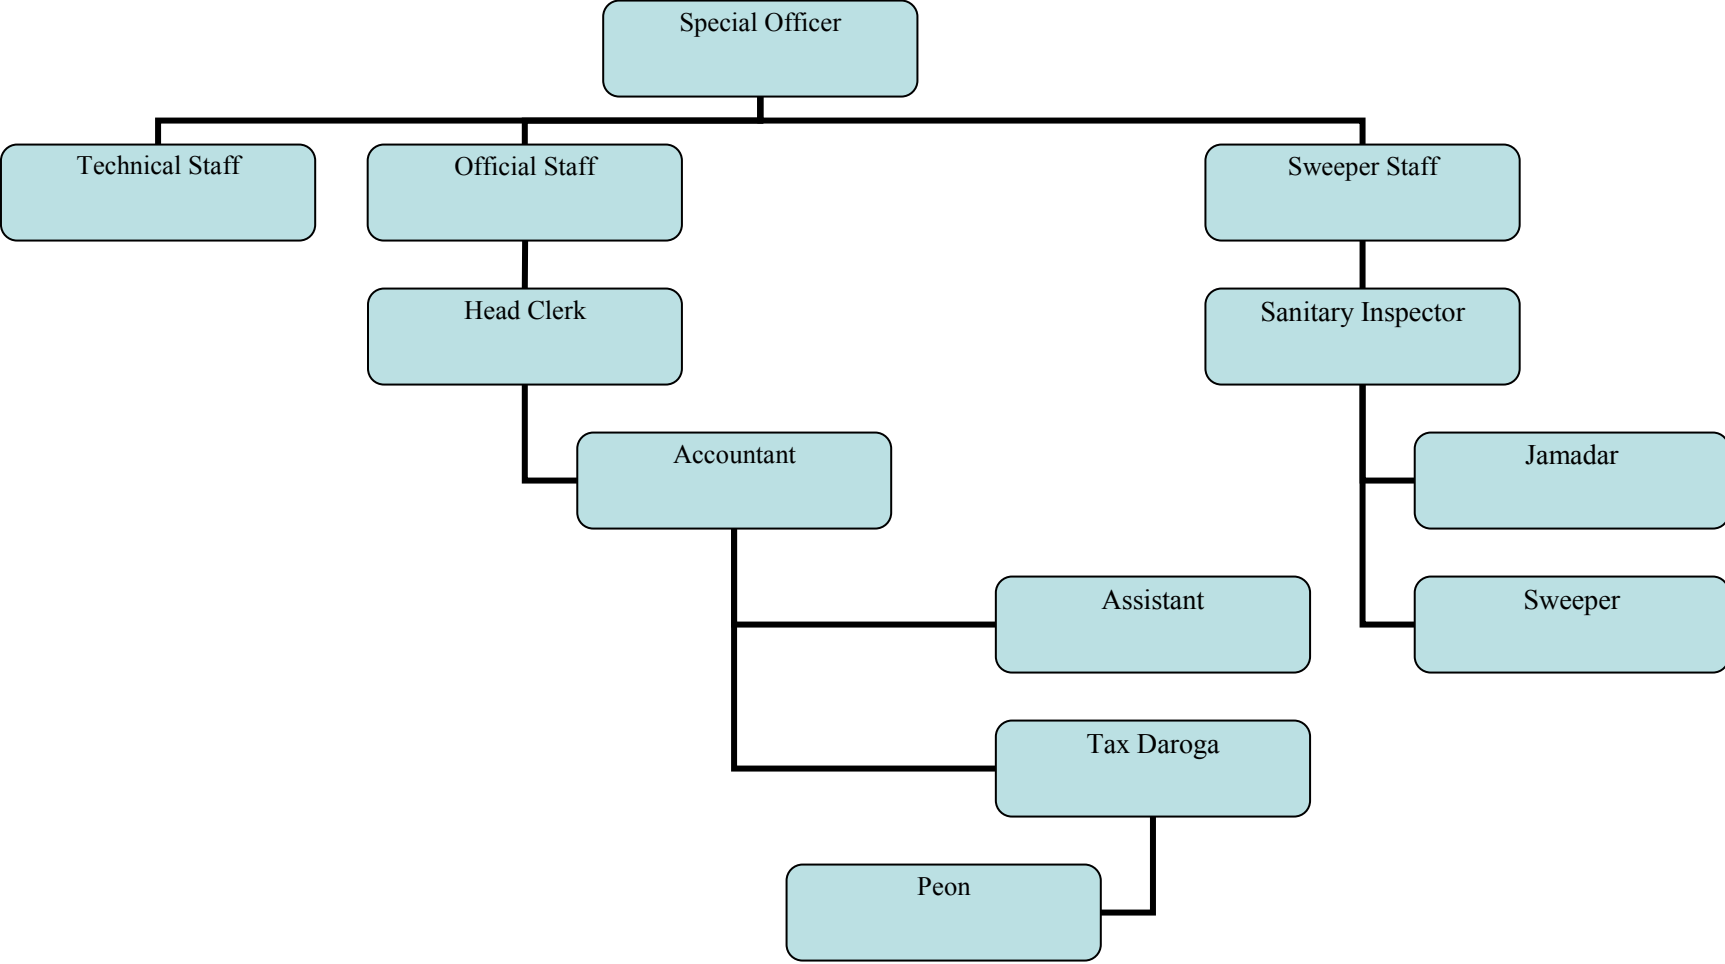 Special Officer
Technical Staff
Official Staff
Sweeper Staff
Head Clerk
Sanitary Inspector
Accountant
Jamadar
Assistant
Sweeper
Tax Daroga
Peon